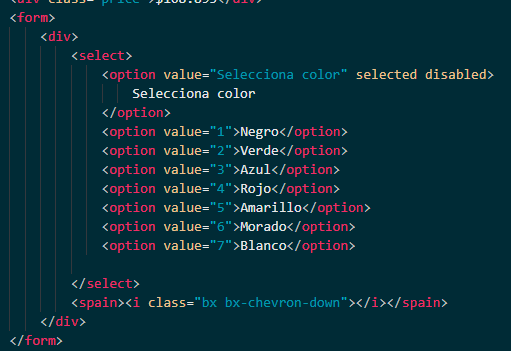 <div class="price">$168.895</div>
<form>
<div>
<select>
<option value="Selecciona color" selected disabled>
Selecciona color
</option>
<option value="1">Negro</option>
<option value="2">Verde</option>
<option value="3">Azul</option>
<option value="4">Rojo</option>
<option value="5">Amarillo</option>
<option value="6">Morado</option>
<option value="7">Blanco</option>
</select>
<spain><i class="bx bx-chevron-down"></i></spain>
</div>
</form>